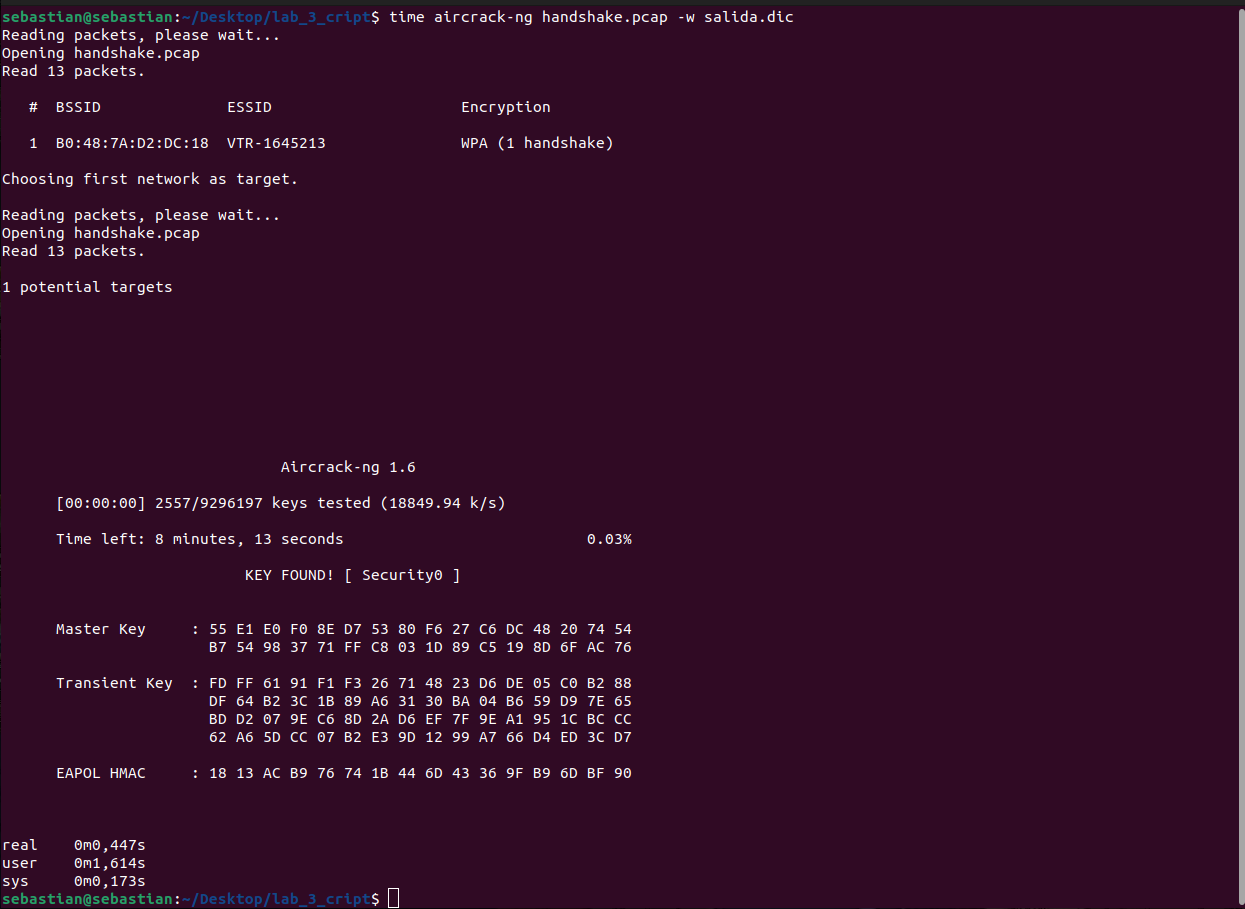 sebastian@sebastian:~/Desktop/lab_3_cript$ time aircrack-ng handshake.pcap -w salida.dic
Reading packets, please wait...
Opening handshake.pcap
Read 13 packets.
# BSSID ESSID Encryption
1 B0:48:7A:D2:DC:18 VTR-1645213 WPA (1 handshake)
Choosing first network as target.
Reading packets, please wait...
Opening handshake.pcap
Read 13 packets.
1 potential targets
Aircrack-ng 1.6
[00:00:00] 2557/9296197 keys tested (18849.94 k/s)
Time left: 8 minutes, 13 seconds 0.03%
KEY FOUND! [ Security0 ]
Master Key : 55 E1 E0 F0 8E D7 53 80 F6 27 C6 DC 48 20 74 54
B7 54 98 37 71 FF C8 03 1D 89 C5 19 8D 6F AC 76
Transient Key : FD FF 61 91 F1 F3 26 71 48 23 D6 DE 05 C0 B2 88
DF 64 B2 3C 1B 89 A6 31 30 BA 04 B6 59 D9 7E 65
BD D2 07 9E C6 8D 2A D6 EF 7F 9E A1 95 1C BC CC
62 A6 5D CC 07 B2 E3 9D 12 99 A7 66 D4 ED 3C D7
EAPOL HMAC : 18 13 AC B9 76 74 1B 44 6D 43 36 9F B9 6D BF 90
real 0m0,447s
user 0m1,614s
sys 0m0,173s
sebastian@sebastian:~/Desktop/lab_3_cript$